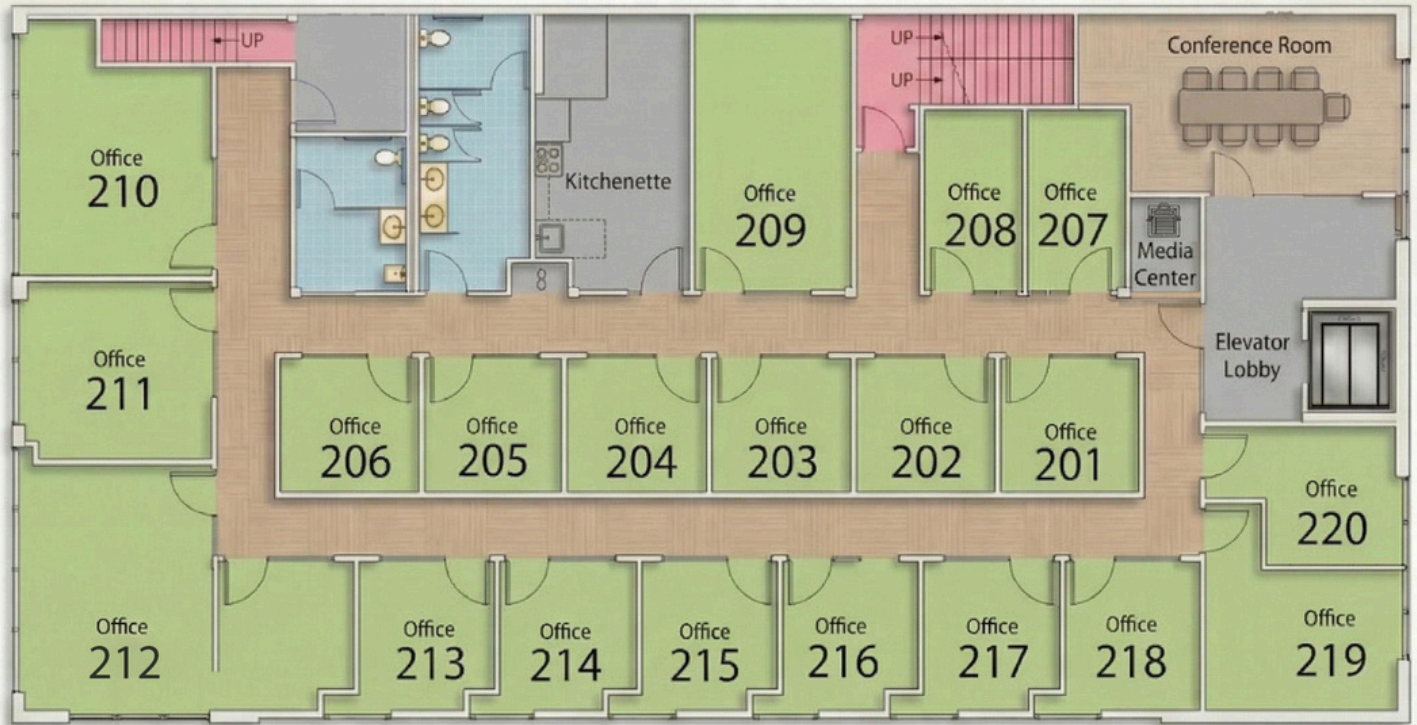 UP
UP
UP
Conference Room
Office
210
Kitchenette
Office
209
Office
208
Office
207
Media
Center
Office
211
Elevator
Lobby
Office
206
Office
205
Office
204
Office
203
Office
202
Office
201
Office
220
Office
212
Office
213
Office
214
Office
215
Office
216
Office
217
Office
218
Office
219